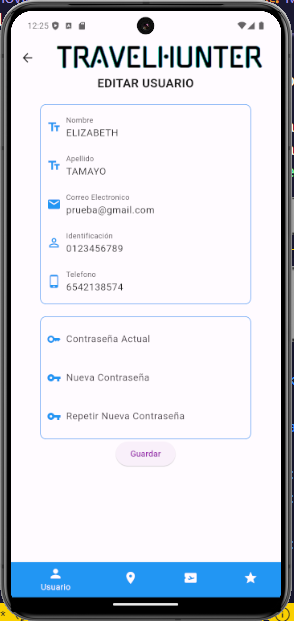 12:25
TRAVELHUNTER
EDITAR USUARIO
Nombre
ELIZABETH
Apellido
TAMAYO
Correo Electronico
prueba@gmail.com
Identificación
0123456789
Telefono
6542138574
Contraseña Actual
Nueva Contraseña
Repetir Nueva Contraseña
Guardar
Usuario